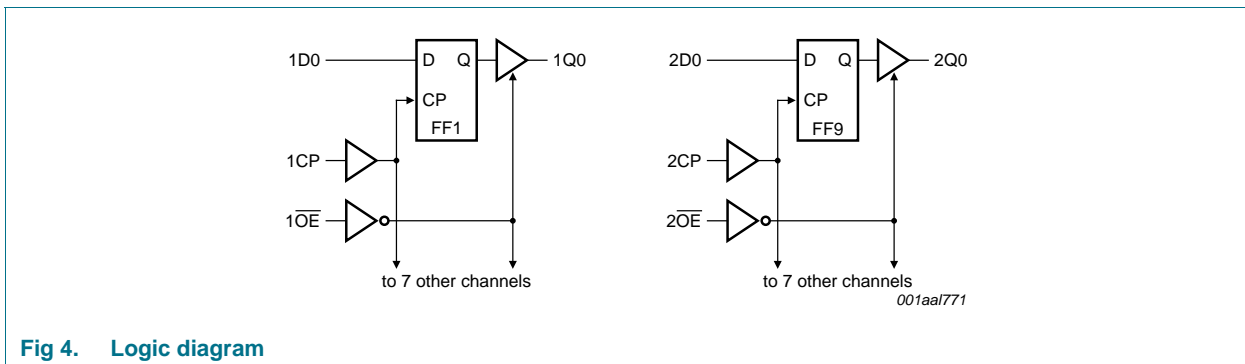 1D0
D Q
1Q0
CP
FF1
1CP
1OE
to 7 other channels
2D0
D Q
2Q0
CP
FF9
2CP
2OE
to 7 other channels
001aal771
Fig 4. Logic diagram